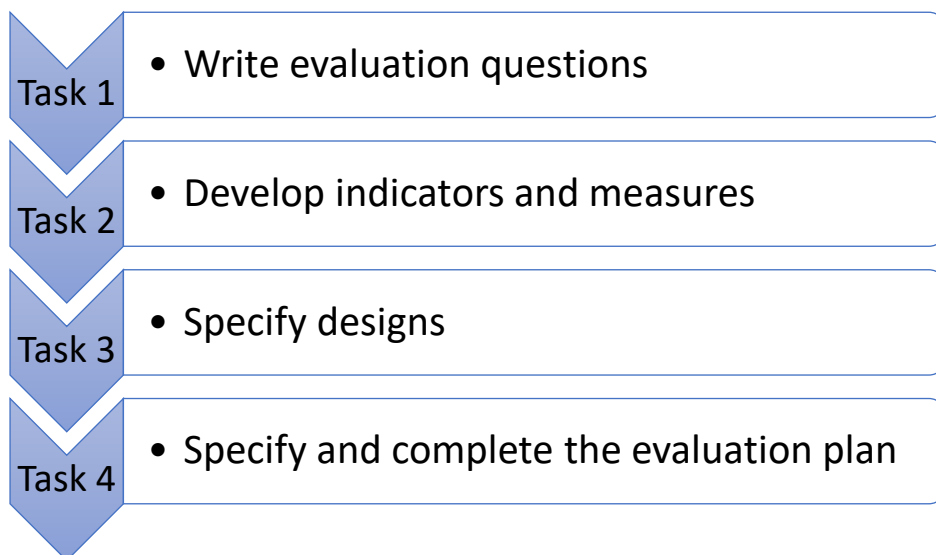 Task 1
• Write evaluation questions
Task 2
• Develop indicators and measures
Task 3
• Specify designs
Task 4
• Specify and complete the evaluation plan